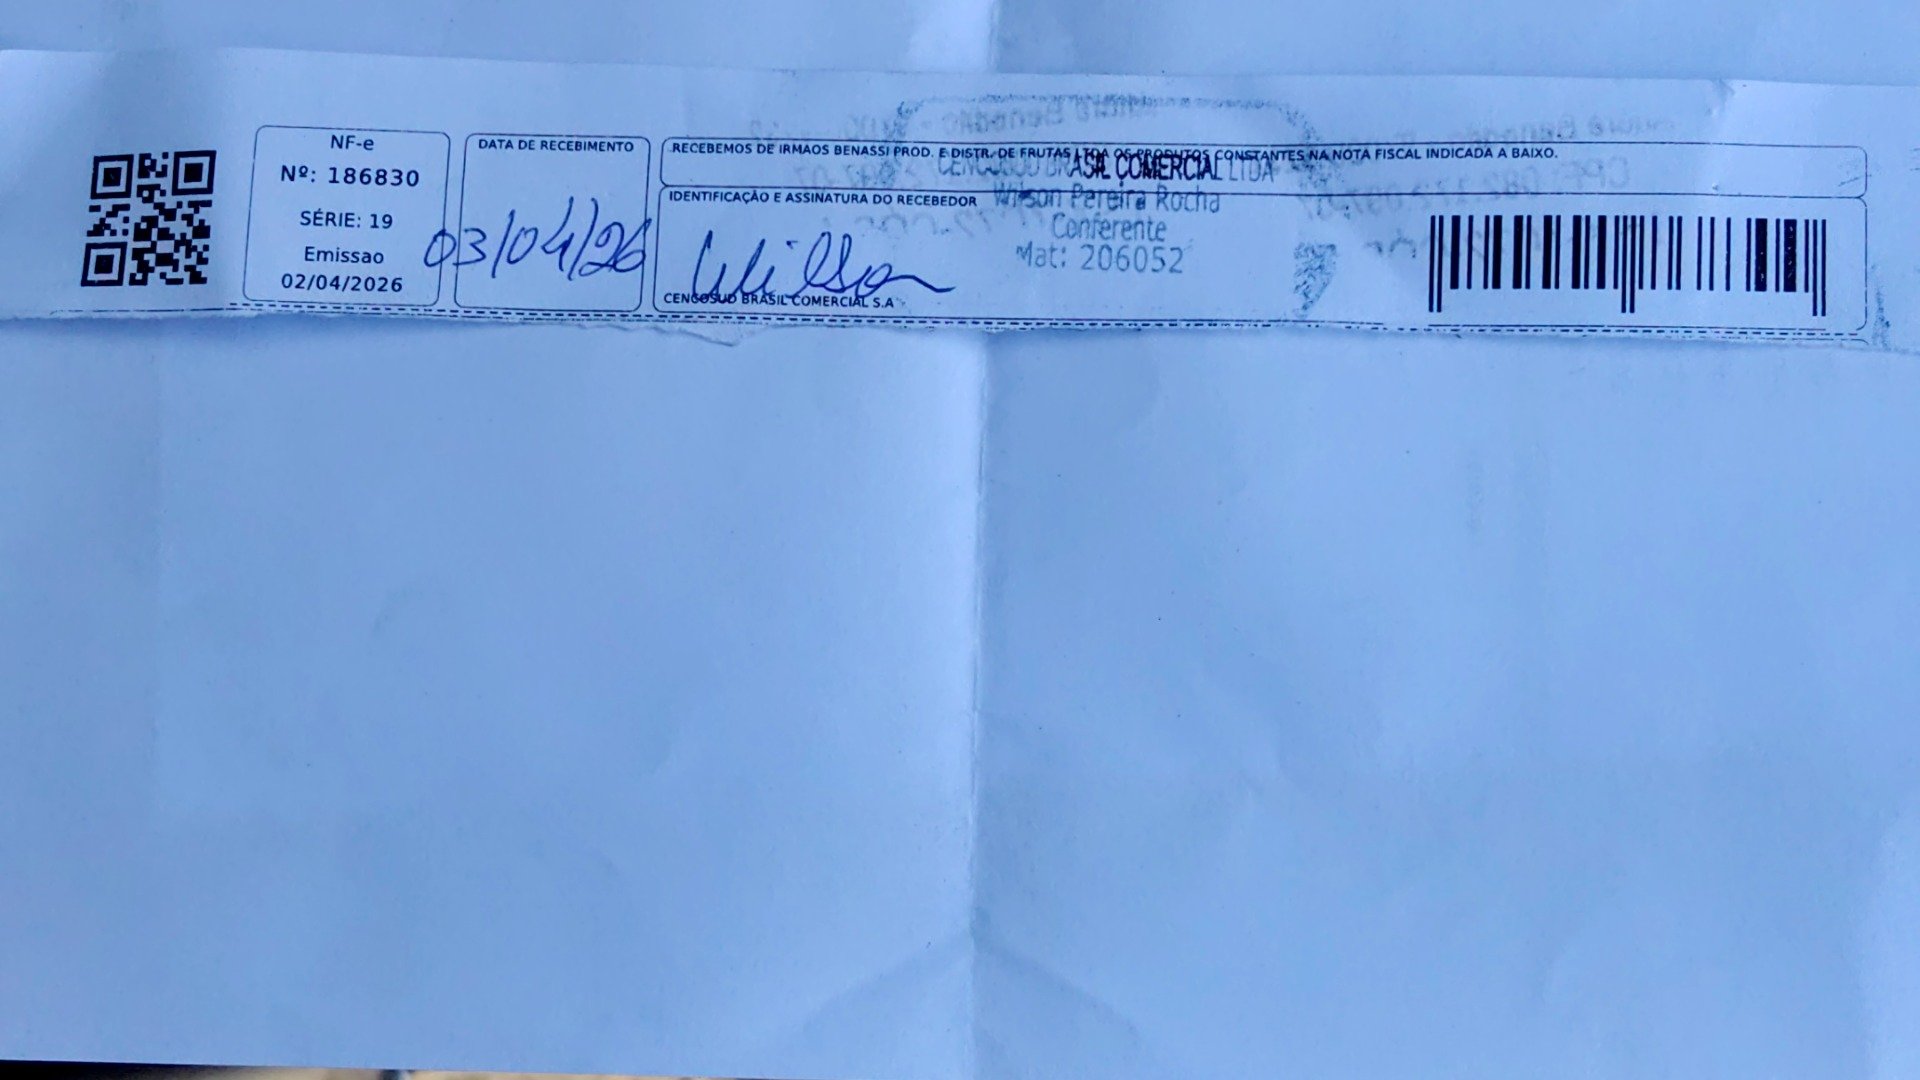 NF-e
Nº: 186830
SÉRIE: 19
Emissao
02/04/2026
DATA DE RECEBIMENTO
03/04/26
RECEBEMOS DE IRMAOS BENASSI PROD. E DISTR. DE FRUTAS LTDA OS PRODUTOS CONSTANTES NA NOTA FISCAL INDICADA A BAIXO.
IDENTIFICAÇÃO E ASSINATURA DO RECEBEDOR
Wilson
CENCOSUD BRASIL COMERCIAL S.A
CENCOSUD BRASIL COMERCIAL LTDA
Wilson Pereira Rocha
Conferente
Mat: 206052